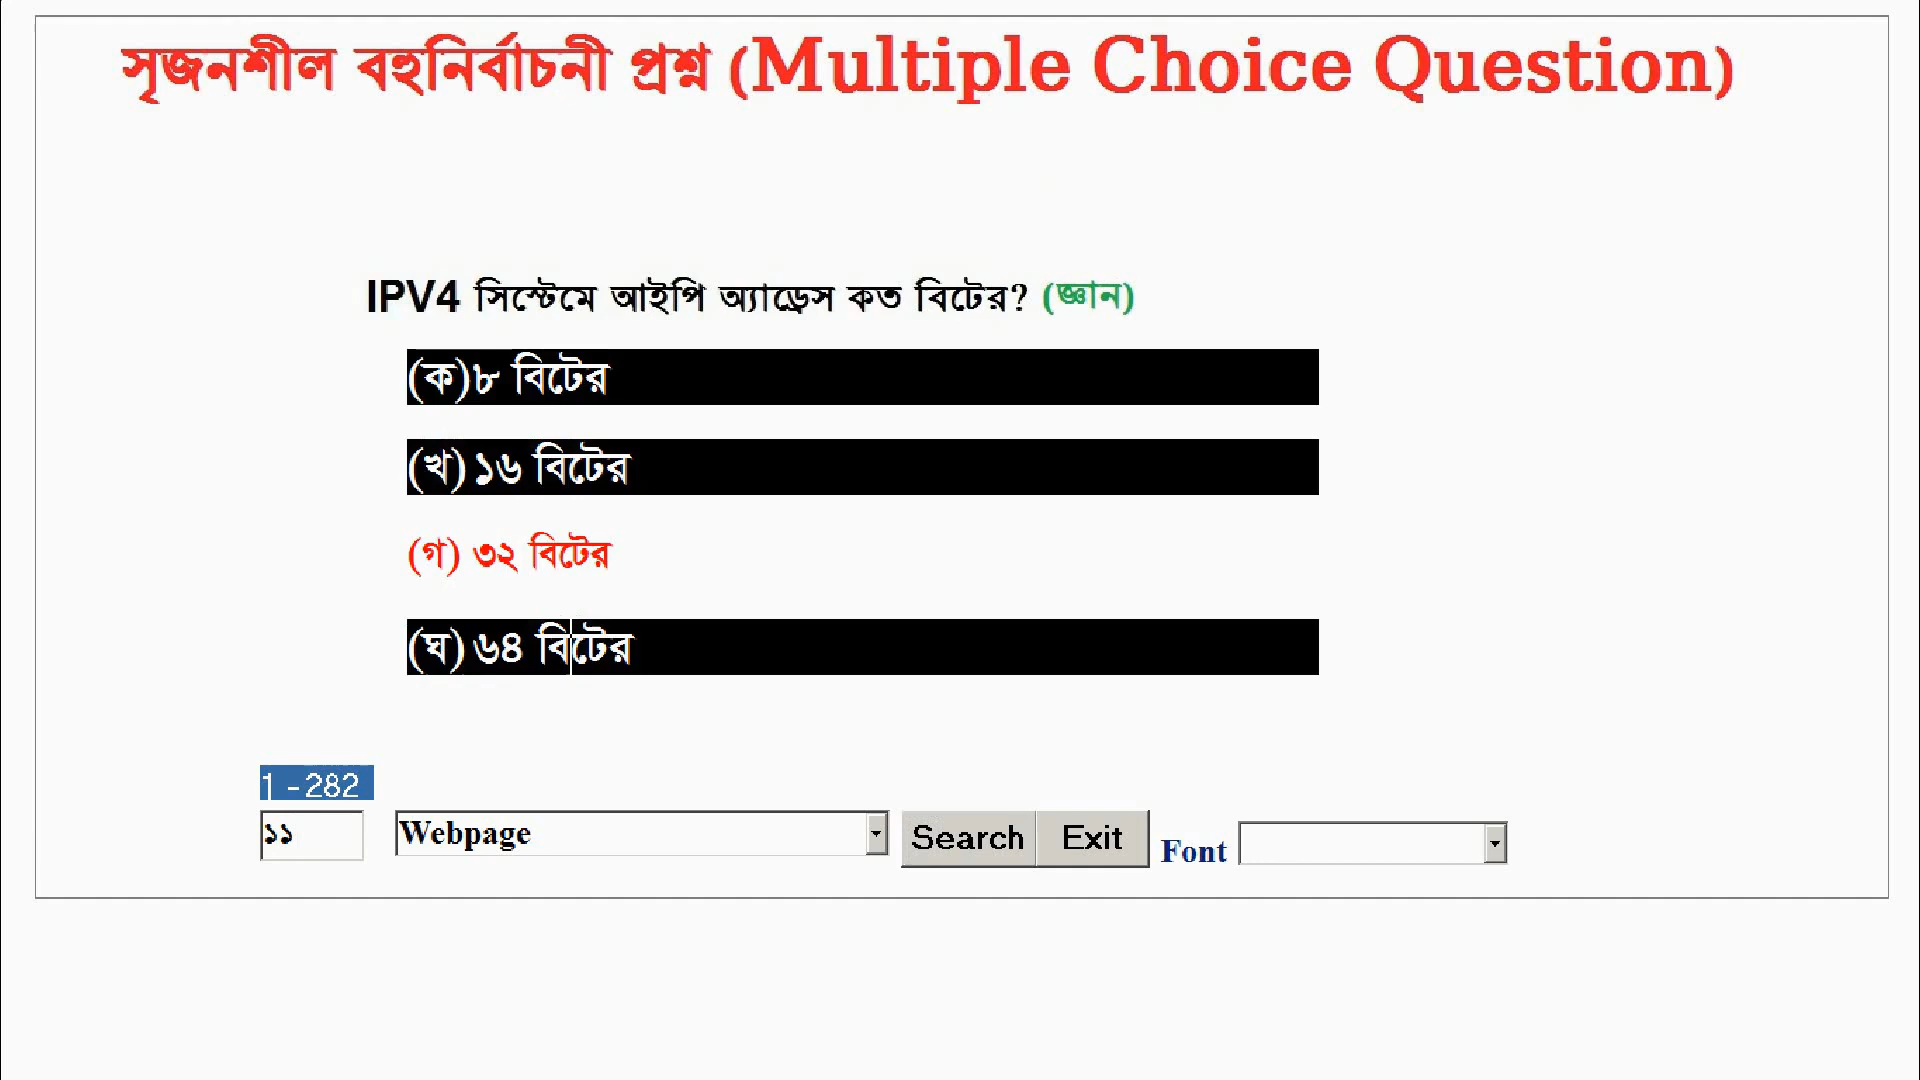 সৃজনশীল বহুনির্বাচনী প্রশ্ন (Multiple Choice Question)
IPV4 সিস্টেমে আইপি অ্যাড্রেস কত বিটের? (জ্ঞান)
(ক)৮ বিটের
(খ) ১৬ বিটের
(গ) ৩২ বিটের
(ঘ) ৬৪ বিটের
1 - 282
১১ Webpage Search Exit Font